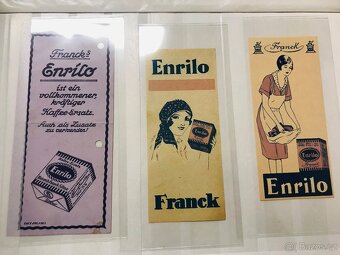 Franck's
Enrilo
ist ein
vollkommener,
kräftiger
Kaffee-Ersatz.
Auch als Zusatz
zu verwenden!
Enrilo
Enrilo
Enrilo
Franck
Franck
Enrilo
Enrilo